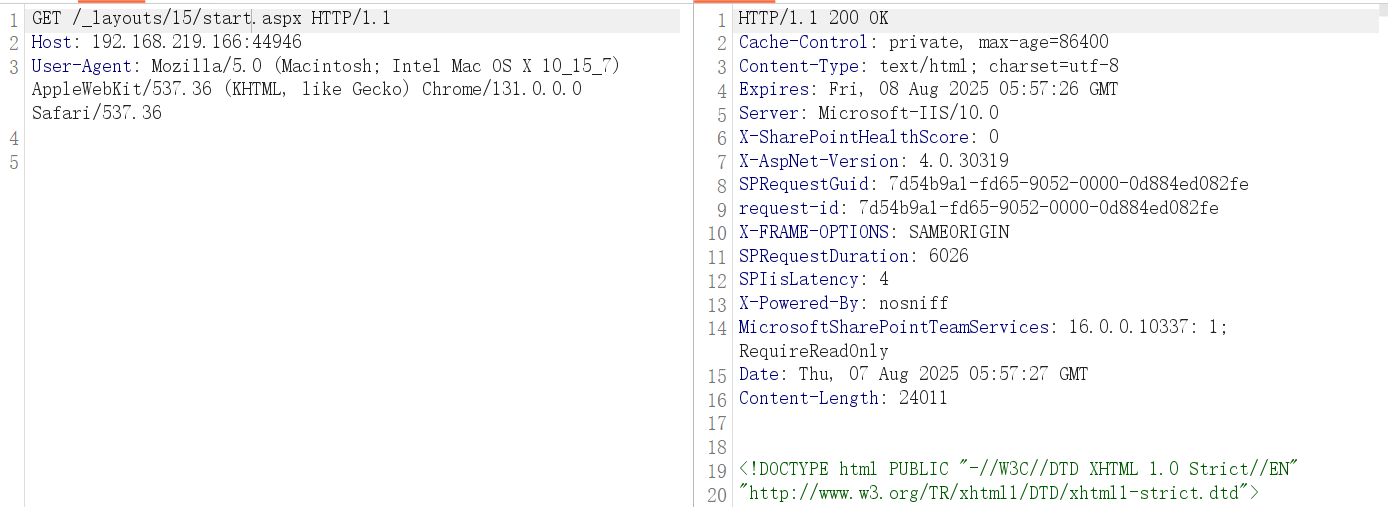 1 GET /_layouts/15/start.aspx HTTP/1.1
2 Host: 192.168.219.166:44946
3 User-Agent: Mozilla/5.0 (Macintosh; Intel Mac OS X 10_15_7)
AppleWebKit/537.36 (KHTML, like Gecko) Chrome/131.0.0.0
Safari/537.36
4
5
1 HTTP/1.1 200 OK
2 Cache-Control: private, max-age=86400
3 Content-Type: text/html; charset=utf-8
4 Expires: Fri, 08 Aug 2025 05:57:26 GMT
5 Server: Microsoft-IIS/10.0
6 X-SharePointHealthScore: 0
7 X-AspNet-Version: 4.0.30319
8 SPRequestGuid: 7d54b9a1-fd65-9052-0000-0d884ed082fe
9 request-id: 7d54b9a1-fd65-9052-0000-0d884ed082fe
10 X-FRAME-OPTIONS: SAMEORIGIN
11 SPRequestDuration: 6026
12 SPIisLatency: 4
13 X-Powered-By: nosniff
14 MicrosoftSharePointTeamServices: 16.0.0.10337: 1;
RequireReadOnly
15 Date: Thu, 07 Aug 2025 05:57:27 GMT
16 Content-Length: 24011
17
18
19 <!DOCTYPE html PUBLIC "-//W3C//DTD XHTML 1.0 Strict//EN"
20 "http://www.w3.org/TR/xhtml1/DTD/xhtml1-strict.dtd">